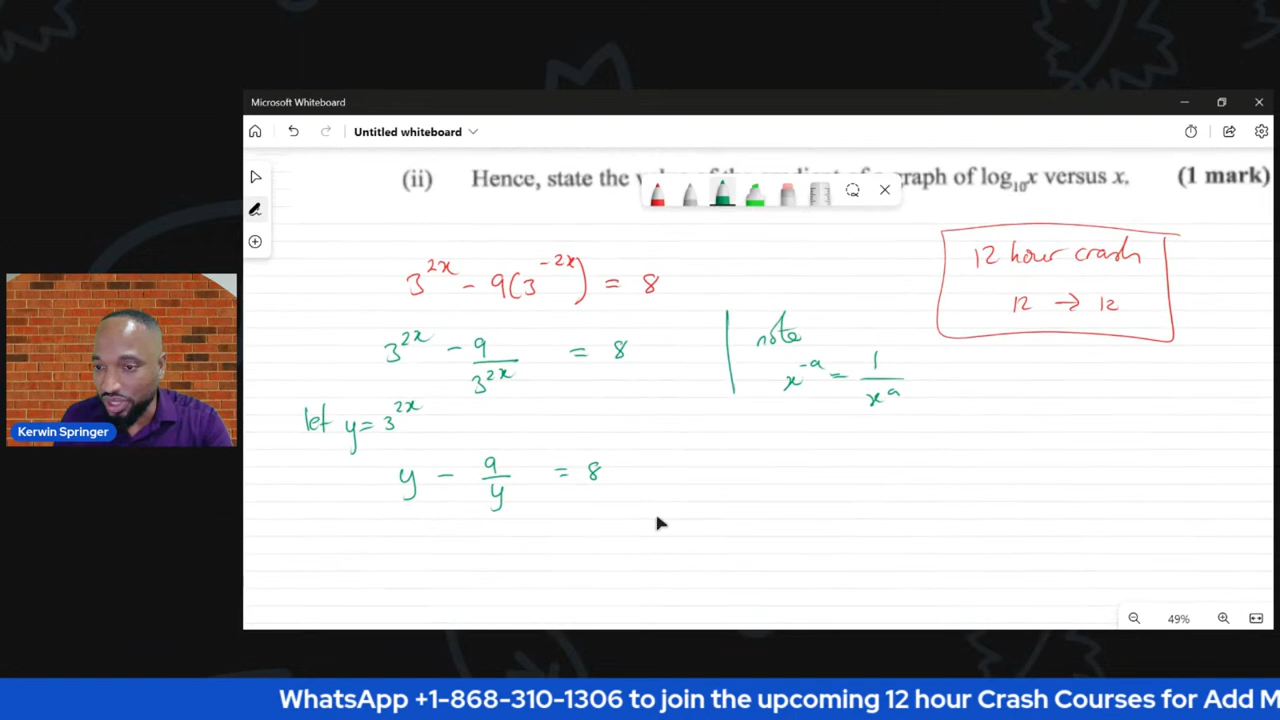 Microsoft Whiteboard
Untitled whiteboard
(ii) Hence, state the v graph of log₁₀x versus x. (1 mark)
12 hour crash
12 → 12
3^{2x} - 9(3^{-2x}) = 8
3^{2x} - 9/3^{2x} = 8
note
x^{-a} = 1/x^a
let y = 3^{2x}
y - 9/y = 8
Kerwin Springer
49%
WhatsApp +1-868-310-1306 to join the upcoming 12 hour Crash Courses for Add M